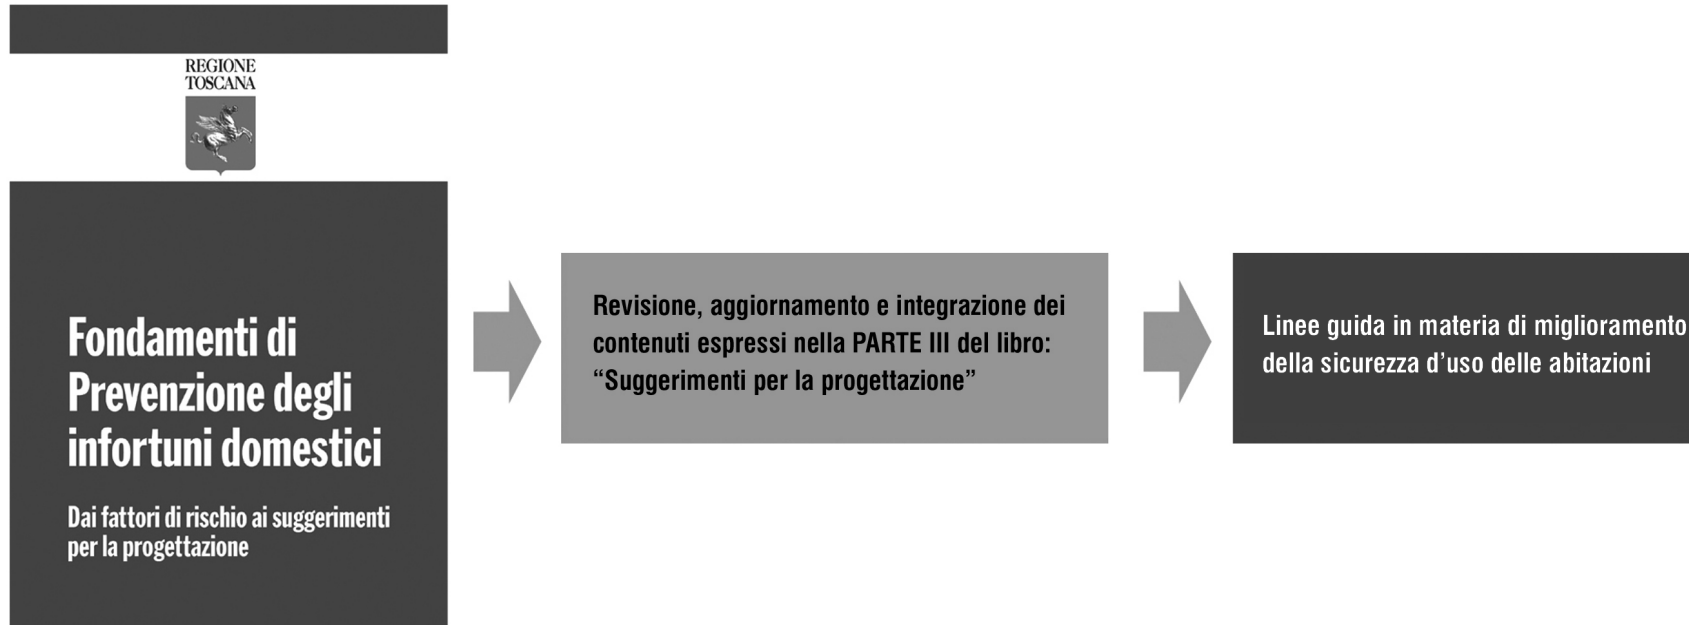 REGIONE
TOSCANA
Fondamenti di
Prevenzione degli
infortuni domestici
Dai fattori di rischio ai suggerimenti
per la progettazione
Revisione, aggiornamento e integrazione dei
contenuti espressi nella PARTE III del libro:
“Suggerimenti per la progettazione”
Linee guida in materia di miglioramento
della sicurezza d’uso delle abitazioni